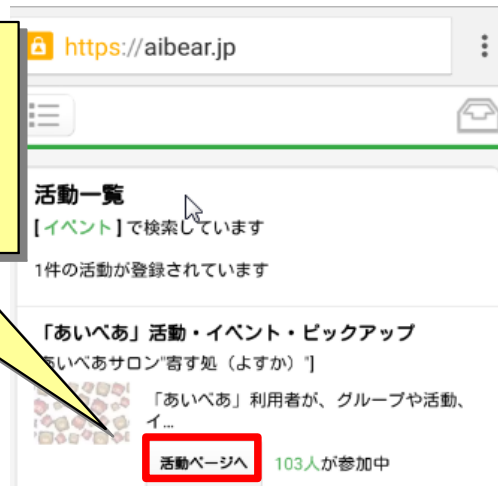 https://aibear.jp
活動一覧
[イベント]で検索しています
1件の活動が登録されています
「あいべあ」活動・イベント・ピックアップ
あいべあサロン"寄す処（よすか）"]
「あいべあ」利用者が、グループや活動、
イ...
活動ページへ 103人が参加中